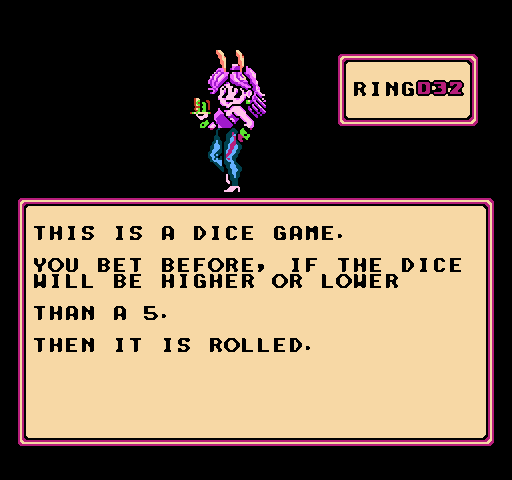 RING032
THIS IS A DICE GAME.
YOU BET BEFORE, IF THE DICE
WILL BE HIGHER OR LOWER
THAN A 5.
THEN IT IS ROLLED.